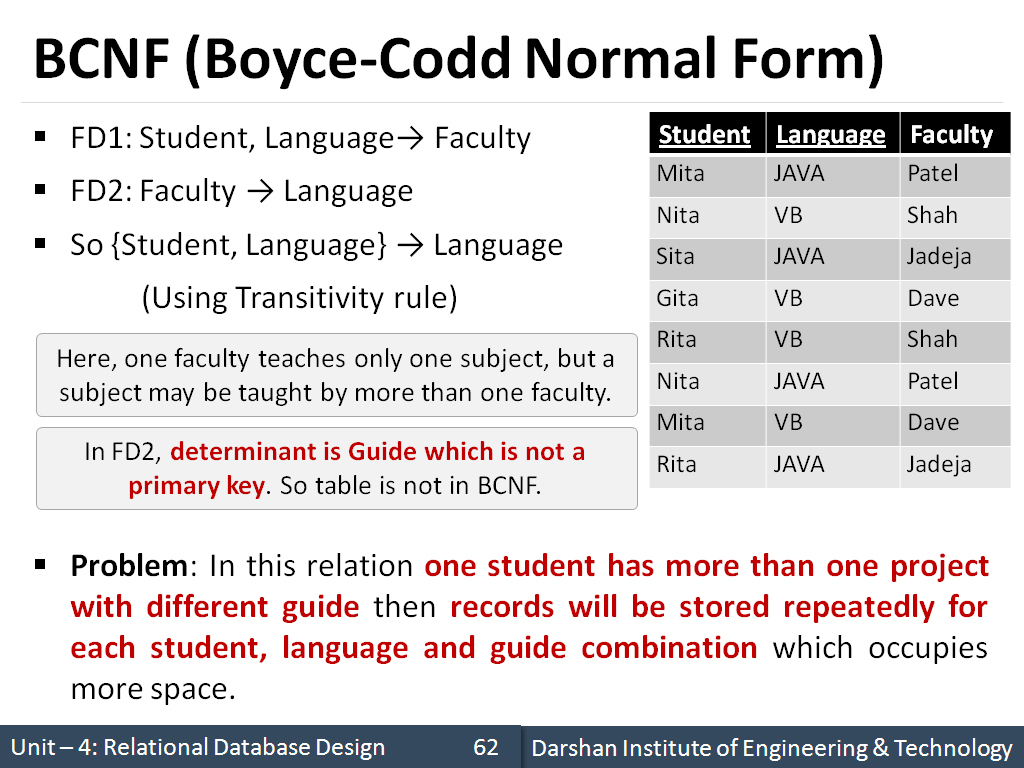 BCNF (Boyce-Codd Normal Form)
▪ FD1: Student, Language→ Faculty
▪ FD2: Faculty → Language
▪ So {Student, Language} → Language
(Using Transitivity rule)
Here, one faculty teaches only one subject, but a
subject may be taught by more than one faculty.
In FD2, determinant is Guide which is not a
primary key. So table is not in BCNF.
Student Language Faculty
Mita JAVA Patel
Nita VB Shah
Sita JAVA Jadeja
Gita VB Dave
Rita VB Shah
Nita JAVA Patel
Mita VB Dave
Rita JAVA Jadeja
▪ Problem: In this relation one student has more than one project
with different guide then records will be stored repeatedly for
each student, language and guide combination which occupies
more space.
Unit – 4: Relational Database Design 62 Darshan Institute of Engineering & Technology